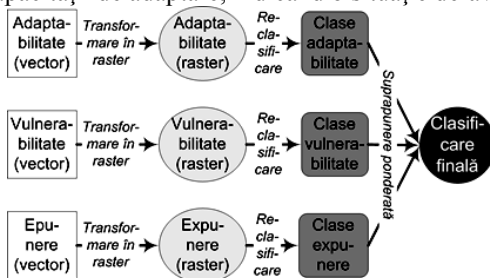 Adapta-
bilitate
(vector)
Transfor-
mare în
raster
Adapta-
bilitate
(raster)
Re-
cla-
sifi-
care
Clase
adapta-
bilitate
Vulnera-
bilitate
(vector)
Transfor-
mare în
raster
Vulnera-
bilitate
(raster)
Re-
cla-
sifi-
care
Clase
vulnera-
bilitate
Epu-
nere
(vector)
Transfor-
mare în
raster
Expu-
nere
(raster)
Re-
cla-
sifi-
care
Clase
expu-
nere
Suprapunere ponderată
Clasifi-
care
finală